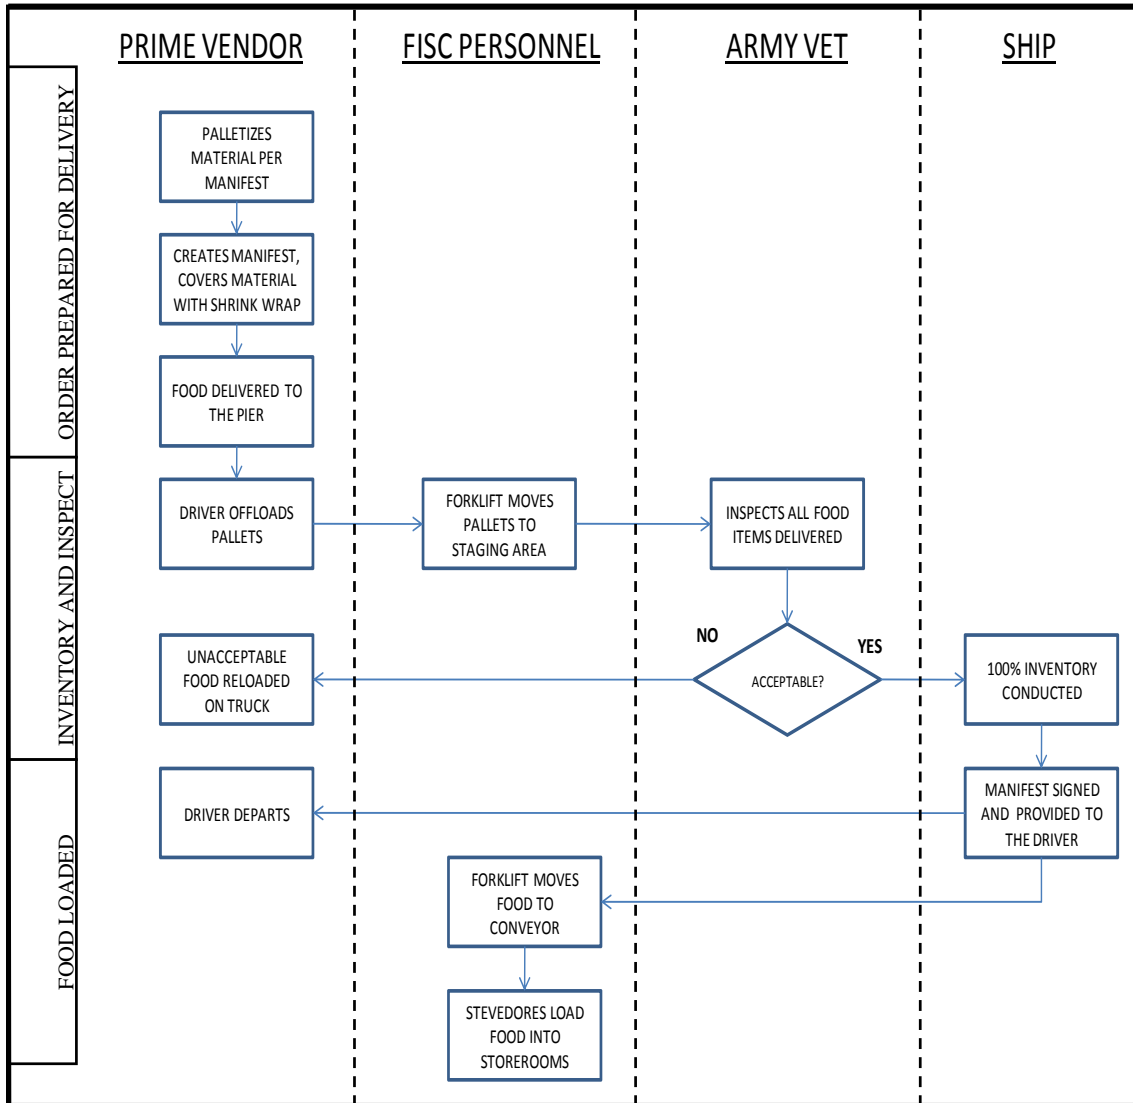 PRIME VENDOR
FISC PERSONNEL
ARMY VET
SHIP
ORDER PREPARED FOR DELIVERY
PALLETIZES
MATERIAL PER
MANIFEST
CREATES MANIFEST,
COVERS MATERIAL
WITH SHRINK WRAP
FOOD DELIVERED TO
THE PIER
INVENTORY AND INSPECT
DRIVER OFFLOADS
PALLETS
FORKLIFT MOVES
PALLETS TO
STAGING AREA
INSPECTS ALL FOOD
ITEMS DELIVERED
UNACCEPTABLE
FOOD RELOADED
ON TRUCK
NO
ACCEPTABLE?
YES
100% INVENTORY
CONDUCTED
FOOD LOADED
DRIVER DEPARTS
MANIFEST SIGNED
AND PROVIDED TO
THE DRIVER
FORKLIFT MOVES
FOOD TO
CONVEYOR
STEVEDORES LOAD
FOOD INTO
STOREROOMS